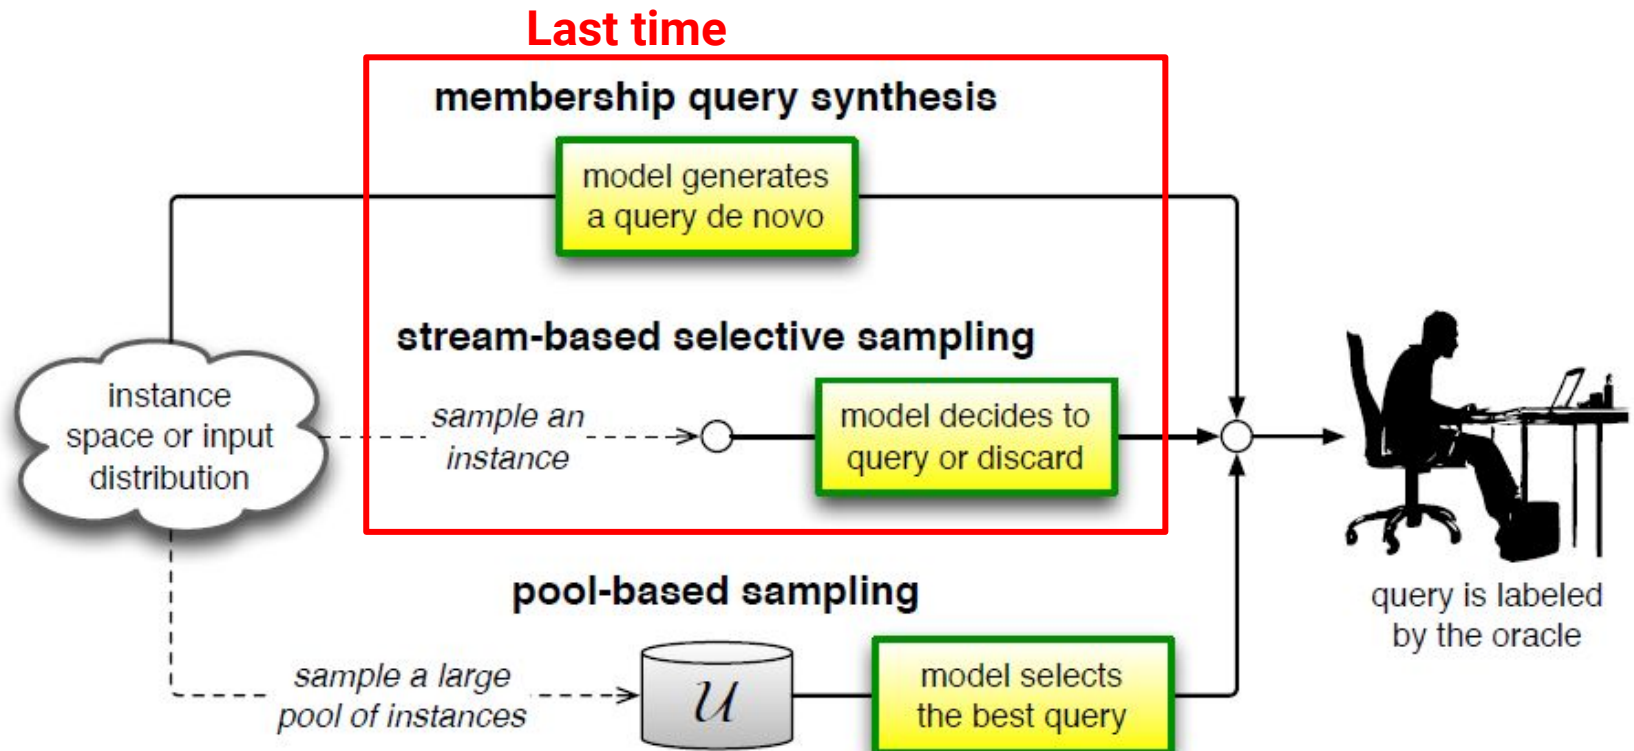 Last time
membership query synthesis
model generates
a query de novo
stream-based selective sampling
instance
space or input
distribution
sample an
instance
model decides to
query or discard
pool-based sampling
sample a large
pool of instances
U
model selects
the best query
query is labeled
by the oracle